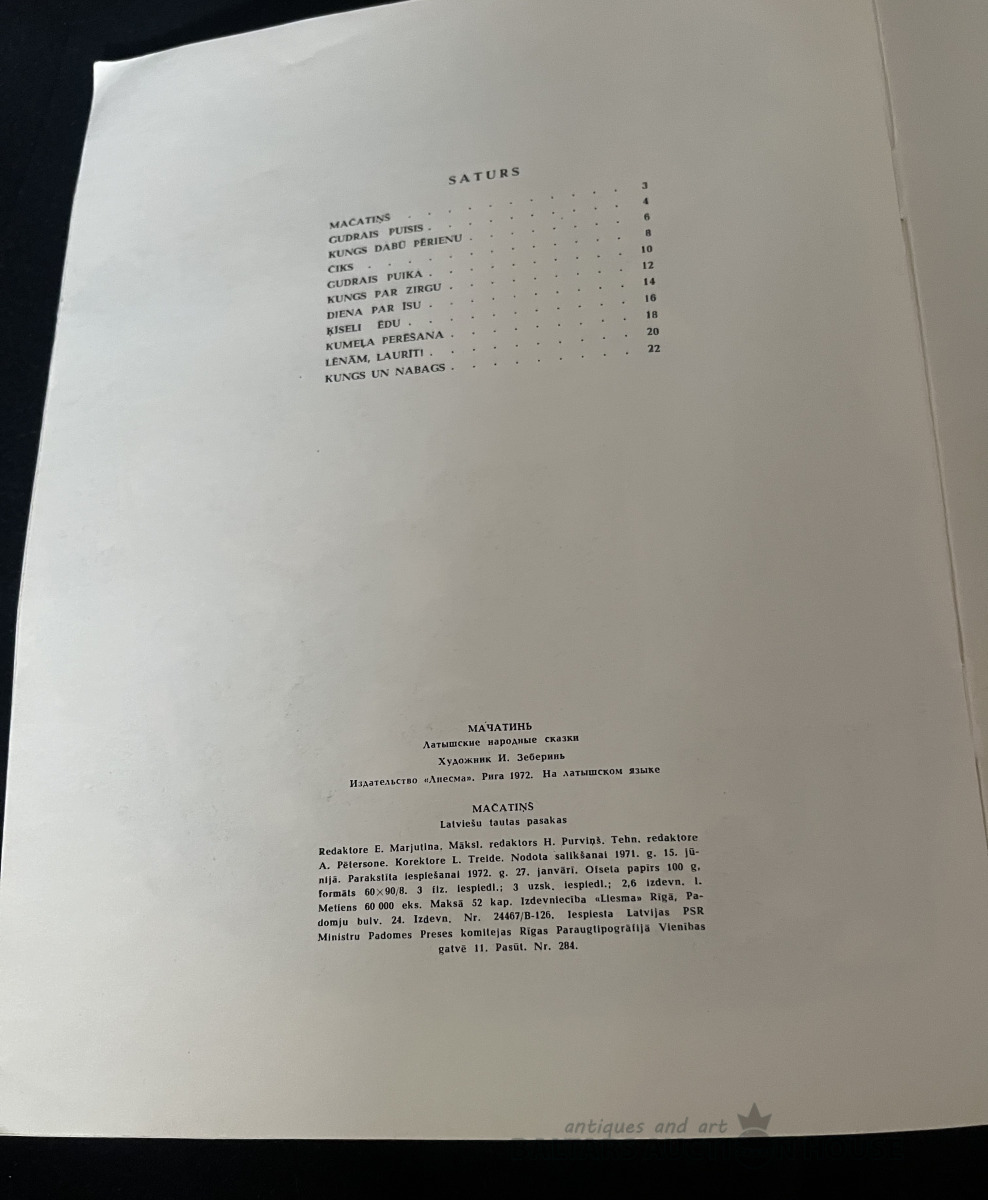 SATURS
MAČATIŅŠ . . . . . . . . . . . 3
GUDRAIS PUISIS . . . . . . . . . . 4
KUNGS DABŪ PĒRIENU . . . . . . . . 6
CIKS . . . . . . . . . . . . 8
GUDRAIS PUIKA . . . . . . . . . . 10
KUNGS PAR ZIRGU . . . . . . . . . 12
DIENA PAR ĪSU . . . . . . . . . . 14
ĶĪSELI ĒDU . . . . . . . . . . . 16
KUMEĻA PERĒŠANA . . . . . . . . . 18
LĒNĀM, LAURĪTI . . . . . . . . . . 20
KUNGS UN NABAGS . . . . . . . . . 22
МАЧАТИНЬ
Латышские народные сказки
Художник И. Зеберинь
Издательство «Лиесма». Рига 1972. На латышском языке
MAČATIŅŠ
Latviešu tautas pasakas
Redaktore E. Marjutina. Māksl. redaktors H. Purviņš. Tehn. redaktore
A. Pētersone. Korektore L. Treide. Nodota salikšanai 1971. g. 15. jū-
nijā. Parakstīta iespiešanai 1972. g. 27. janvārī. Ofseta papīrs 100 g,
formāts 60×90/8. 3 fiz. iespiedl.; 3 uzsk. iespiedl.; 2,6 izdevn. l.
Metiens 60 000 eks. Maksā 52 kap. Izdevniecība «Liesma» Rīgā, Pa-
domju bulv. 24. Izdevn. Nr. 24467/B-126. Iespiesta Latvijas PSR
Ministru Padomes Preses komitejas Rīgas Paraugtipogrāfijā Vienības
gatvē 11. Pasūt. Nr. 284.
antiques and art